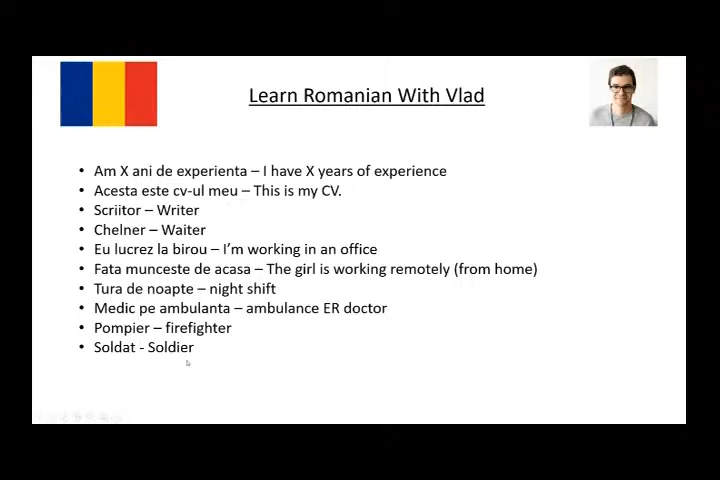 Learn Romanian With Vlad
• Am X ani de experienta – I have X years of experience
• Acesta este cv-ul meu – This is my CV.
• Scriitor – Writer
• Chelner – Waiter
• Eu lucrez la birou – I'm working in an office
• Fata munceste de acasa – The girl is working remotely (from home)
• Tura de noapte – night shift
• Medic pe ambulanta – ambulance ER doctor
• Pompier – firefighter
• Soldat - Soldier